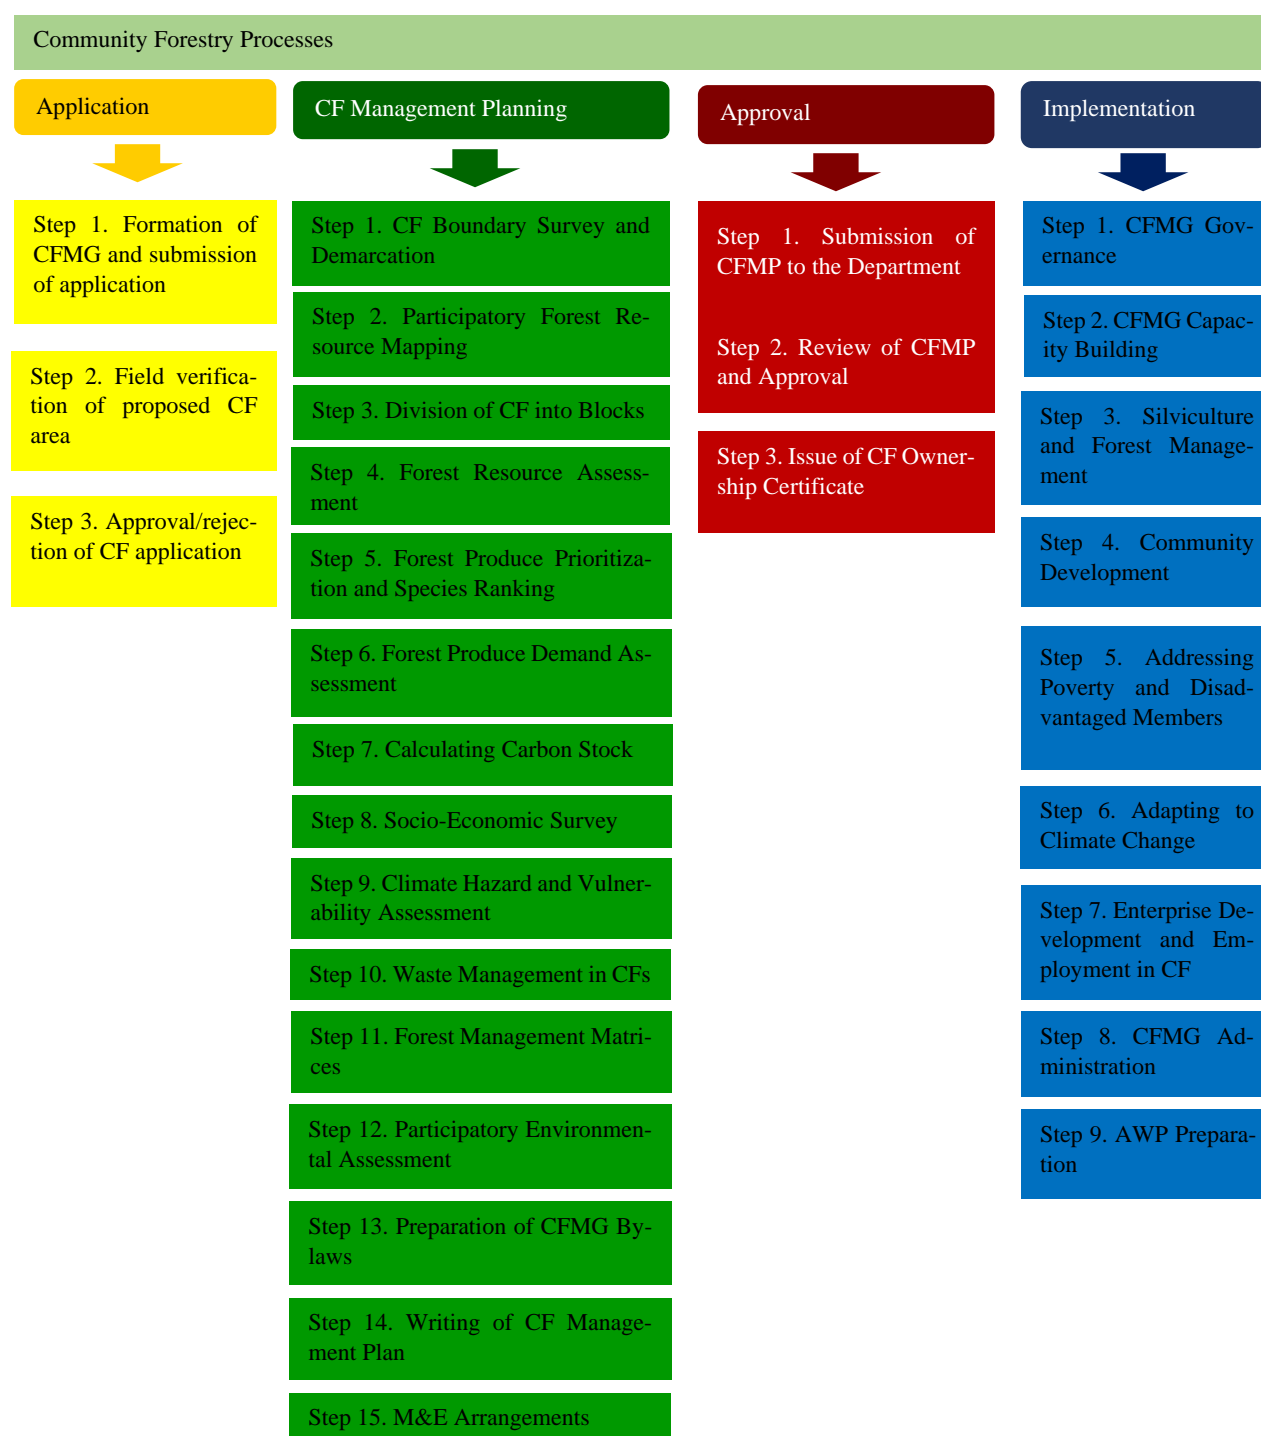 Community Forestry Processes
Application
Step 1. Formation of
CFMG and submission
of application
Step 2. Field verifica-
tion of proposed CF
area
Step 3. Approval/rejec-
tion of CF application
CF Management Planning
Step 1. CF Boundary Survey and
Demarcation
Step 2. Participatory Forest Re-
source Mapping
Step 3. Division of CF into Blocks
Step 4. Forest Resource Assess-
ment
Step 5. Forest Produce Prioritiza-
tion and Species Ranking
Step 6. Forest Produce Demand As-
sessment
Step 7. Calculating Carbon Stock
Step 8. Socio-Economic Survey
Step 9. Climate Hazard and Vulner-
ability Assessment
Step 10. Waste Management in CFs
Step 11. Forest Management Matri-
ces
Step 12. Participatory Environmen-
tal Assessment
Step 13. Preparation of CFMG By-
laws
Step 14. Writing of CF Manage-
ment Plan
Step 15. M&E Arrangements
Approval
Step 1. Submission of
CFMP to the Department
Step 2. Review of CFMP
and Approval
Step 3. Issue of CF Owner-
ship Certificate
Implementation
Step 1. CFMG Gov-
ernance
Step 2. CFMG Capac-
ity Building
Step 3. Silviculture
and Forest Manage-
ment
Step 4. Community
Development
Step 5. Addressing
Poverty and Disad-
vantaged Members
Step 6. Adapting to
Climate Change
Step 7. Enterprise De-
velopment and Em-
ployment in CF
Step 8. CFMG Ad-
ministration
Step 9. AWP Prepara-
tion